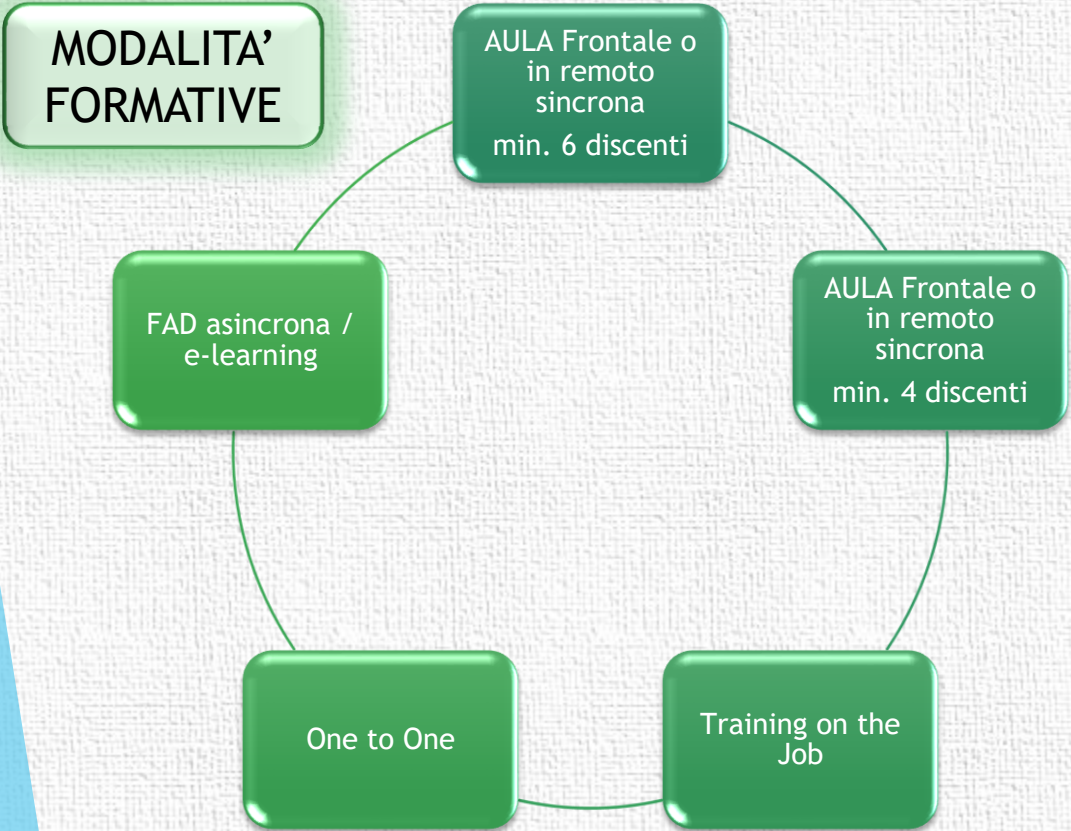 MODALITA’
FORMATIVE
AULA Frontale o
in remoto
sincrona
min. 6 discenti
AULA Frontale o
in remoto
sincrona
min. 4 discenti
Training on the
Job
One to One
FAD asincrona /
e-learning